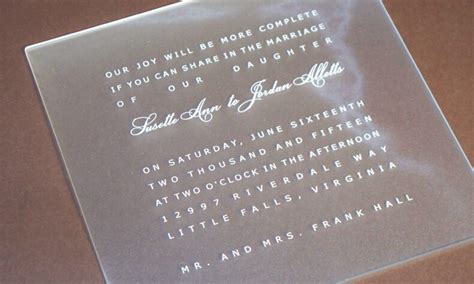 OUR JOY WILL BE MORE COMPLETE
IF YOU CAN SHARE IN THE MARRIAGE
OF OUR DAUGHTER
Susette Ann to Jordan Allells
ON SATURDAY, JUNE SIXTEENTH
TWO THOUSAND AND FIFTEEN
AT TWO O'CLOCK IN THE AFTERNOON
12997 RIVERDALE WAY
LITTLE FALLS, VIRGINIA
MR. AND MRS. FRANK HALL